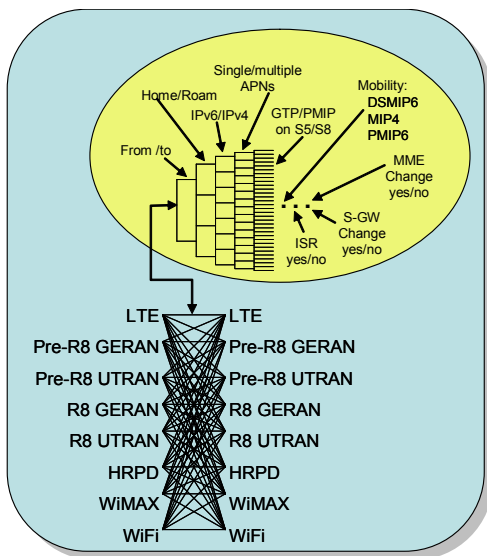 Single/multiple
APNs
Mobility:
DSMIP6
MIP4
PMIP6
Home/Roam
GTP/PMIP
on S5/S8
IPv6/IPv4
From /to
MME
Change
yes/no
S-GW
Change
yes/no
ISR
yes/no
LTE LTE
Pre-R8 GERAN Pre-R8 GERAN
Pre-R8 UTRAN Pre-R8 UTRAN
R8 GERAN R8 GERAN
R8 UTRAN R8 UTRAN
HRPD HRPD
WiMAX WiMAX
WiFi WiFi